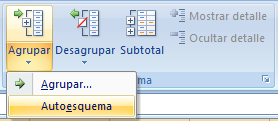 Agrupar Desagrupar Subtotal
Mostrar detalle
Ocultar detalle
Agrupar...
Autoesquema
ma